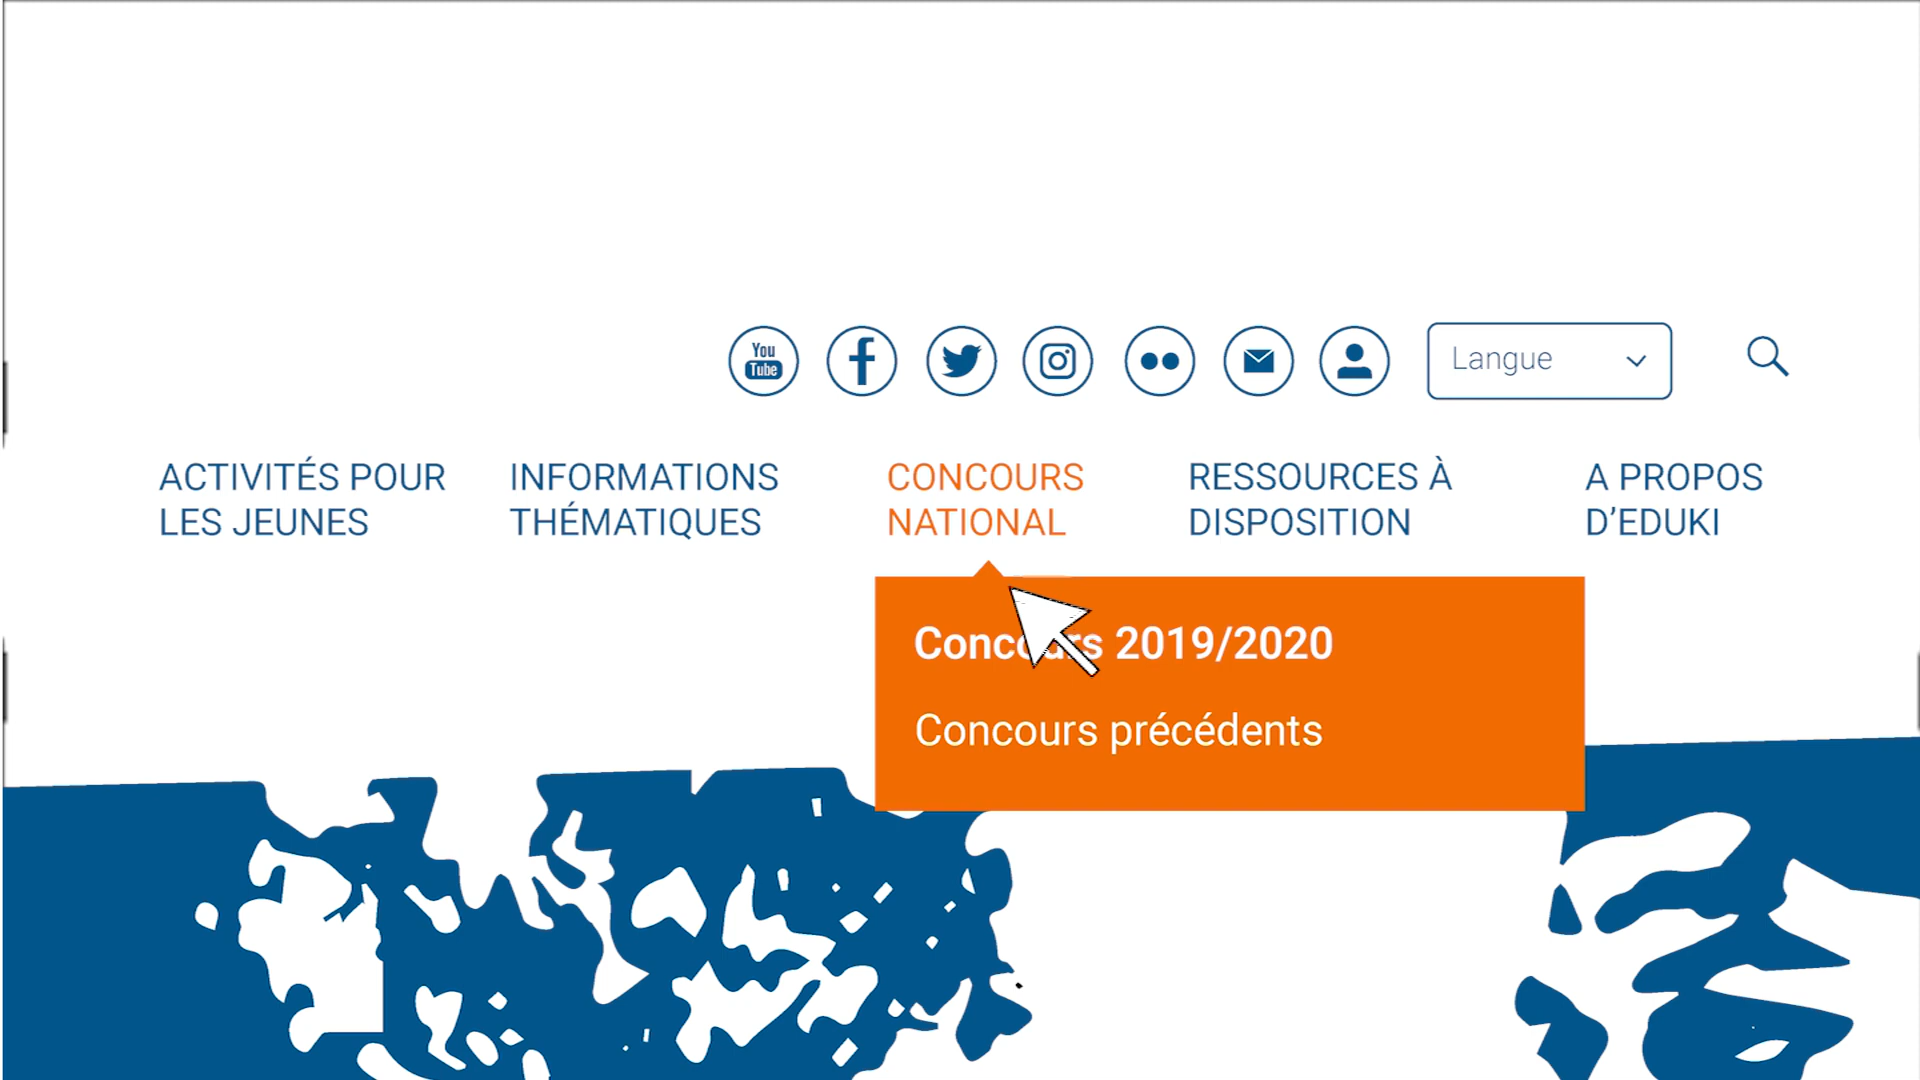 You
Tube
Langue
ACTIVITÉS POUR
LES JEUNES
INFORMATIONS
THÉMATIQUES
CONCOURS
NATIONAL
RESSOURCES À
DISPOSITION
A PROPOS
D’EDUKI
Concours 2019/2020
Concours précédents